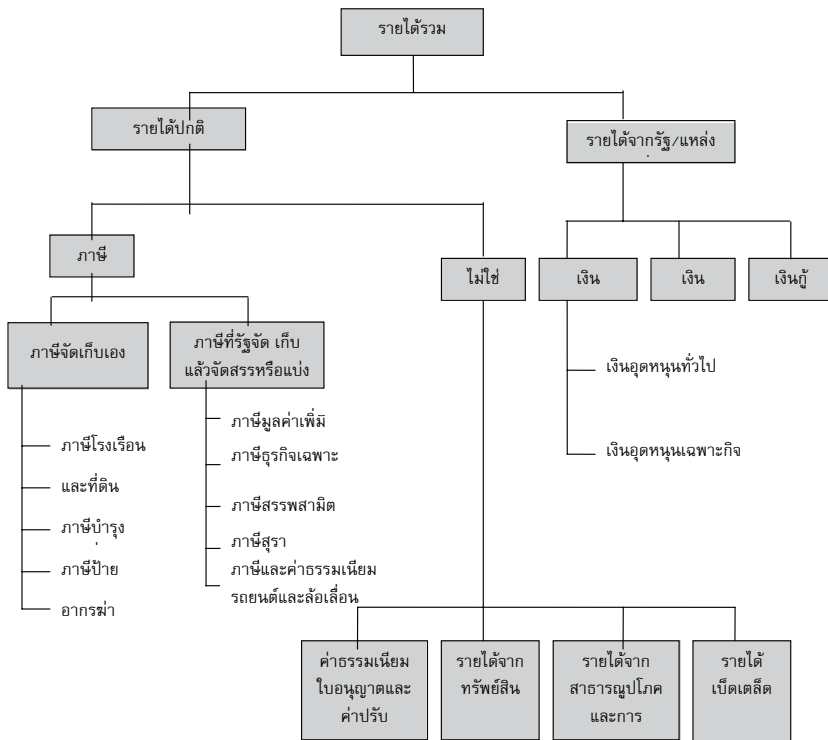 รายได้รวม
รายได้ปกติ
รายได้จากรัฐ/แหล่ง
ภาษี
ไม่ใช่
เงิน
เงิน
เงินกู้
ภาษีจัดเก็บเอง
ภาษีที่รัฐจัด เก็บ
แล้วจัดสรรหรือแบ่ง
เงินอุดหนุนทั่วไป
เงินอุดหนุนเฉพาะกิจ
ภาษีโรงเรือน
และที่ดิน
ภาษีบำรุง
ภาษีป้าย
อากรฆ่า
ภาษีมูลค่าเพิ่มิ
ภาษีธุรกิจเฉพาะ
ภาษีสรรพสามิต
ภาษีสุรา
ภาษีและค่าธรรมเนียม
รถยนต์และล้อเลื่อน
ค่าธรรมเนียม
ใบอนุญาตและ
ค่าปรับ
รายได้จาก
ทรัพย์สิน
รายได้จาก
สาธารณูปโภค
และการ
รายได้
เบ็ดเตล็ด